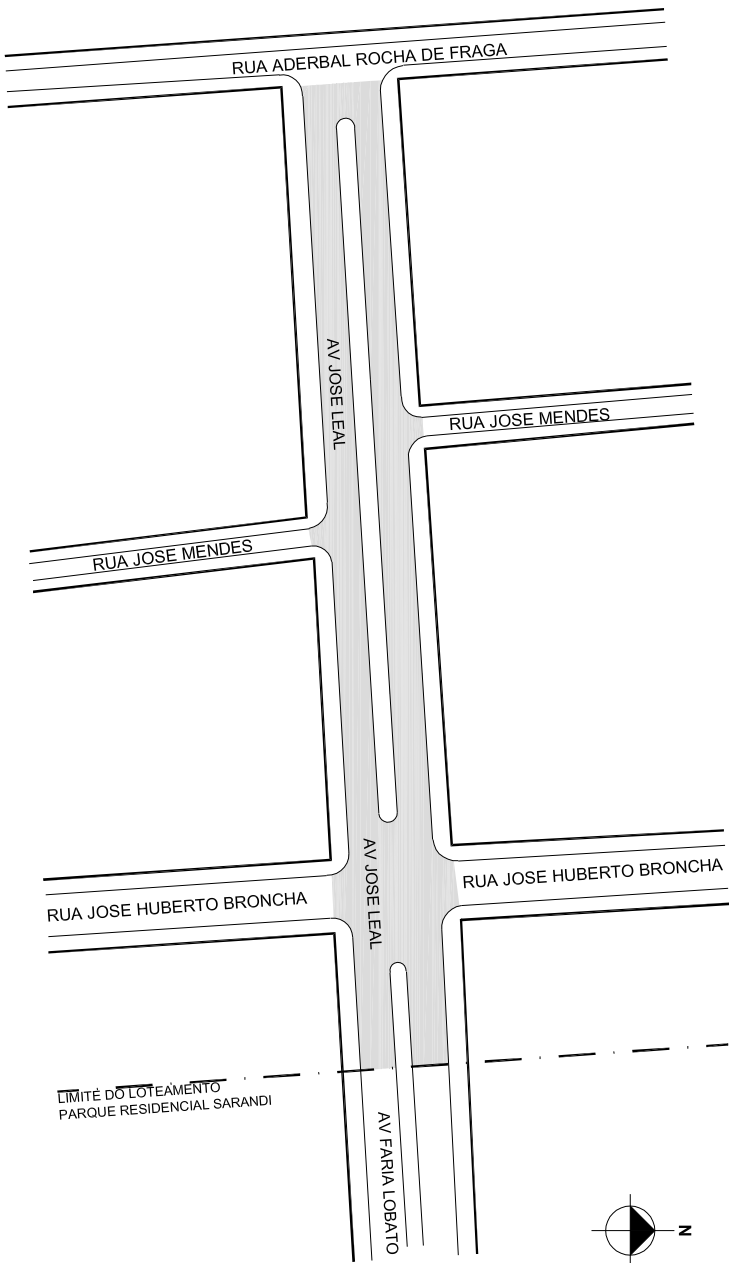 RUA ADERBAL ROCHA DE FRAGA
AV JOSE LEAL
RUA JOSE MENDES
RUA JOSE MENDES
AV JOSE LEAL
RUA JOSE HUBERTO BRONCHA
RUA JOSE HUBERTO BRONCHA
LIMITE DO LOTEAMENTO
PARQUE RESIDENCIAL SARANDI
AV FARIA LOBATO
N